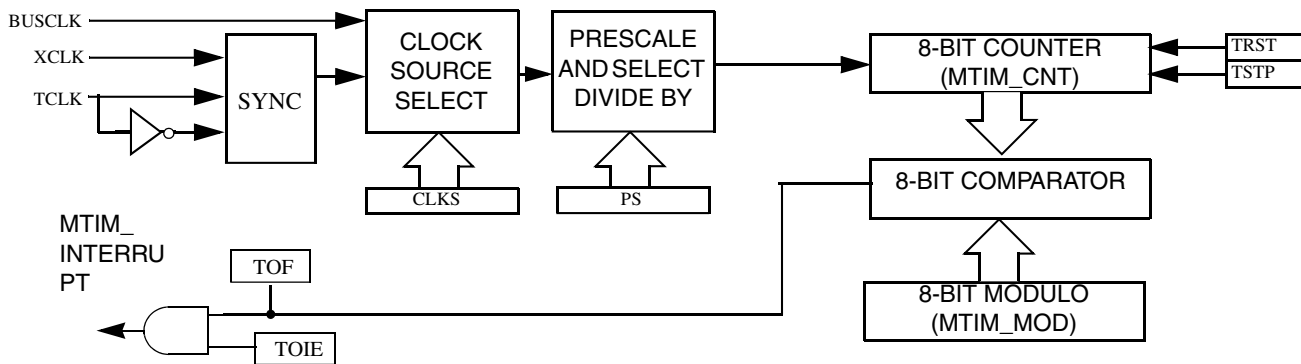 BUSCLK
XCLK
TCLK
SYNC
CLOCK
SOURCE
SELECT
CLKS
PRESCALE
AND SELECT
DIVIDE BY
PS
8-BIT COUNTER
(MTIM_CNT)
TRST
TSTP
8-BIT COMPARATOR
8-BIT MODULO
(MTIM_MOD)
MTIM_
INTERRU
PT
TOF
TOIE